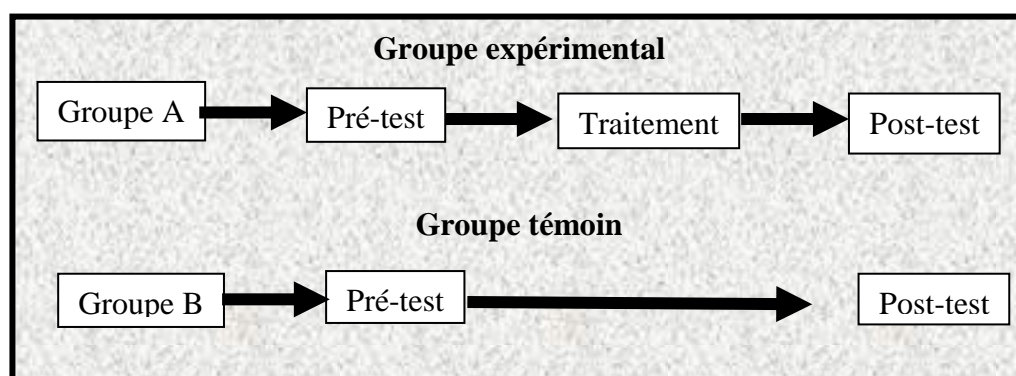 Groupe expérimental
Groupe A Pré-test Traitement Post-test
Groupe témoin
Groupe B Pré-test Post-test